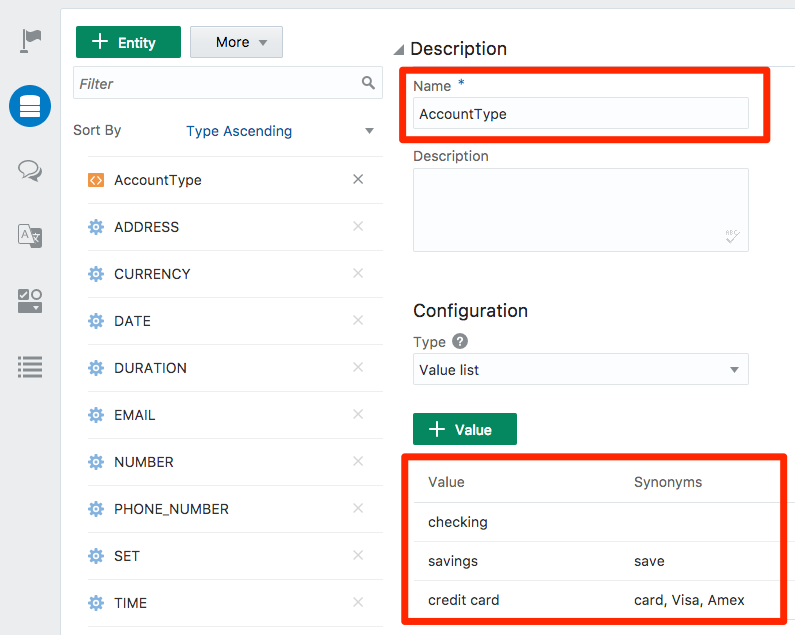 + Entity
More
Filter
Sort By
Type Ascending
AccountType
ADDRESS
CURRENCY
DATE
DURATION
EMAIL
NUMBER
PHONE_NUMBER
SET
TIME
Description
Name *
AccountType
Description
ABC
Configuration
Type ?
Value list
+ Value
Value Synonyms
checking
savings save
credit card card, Visa, Amex